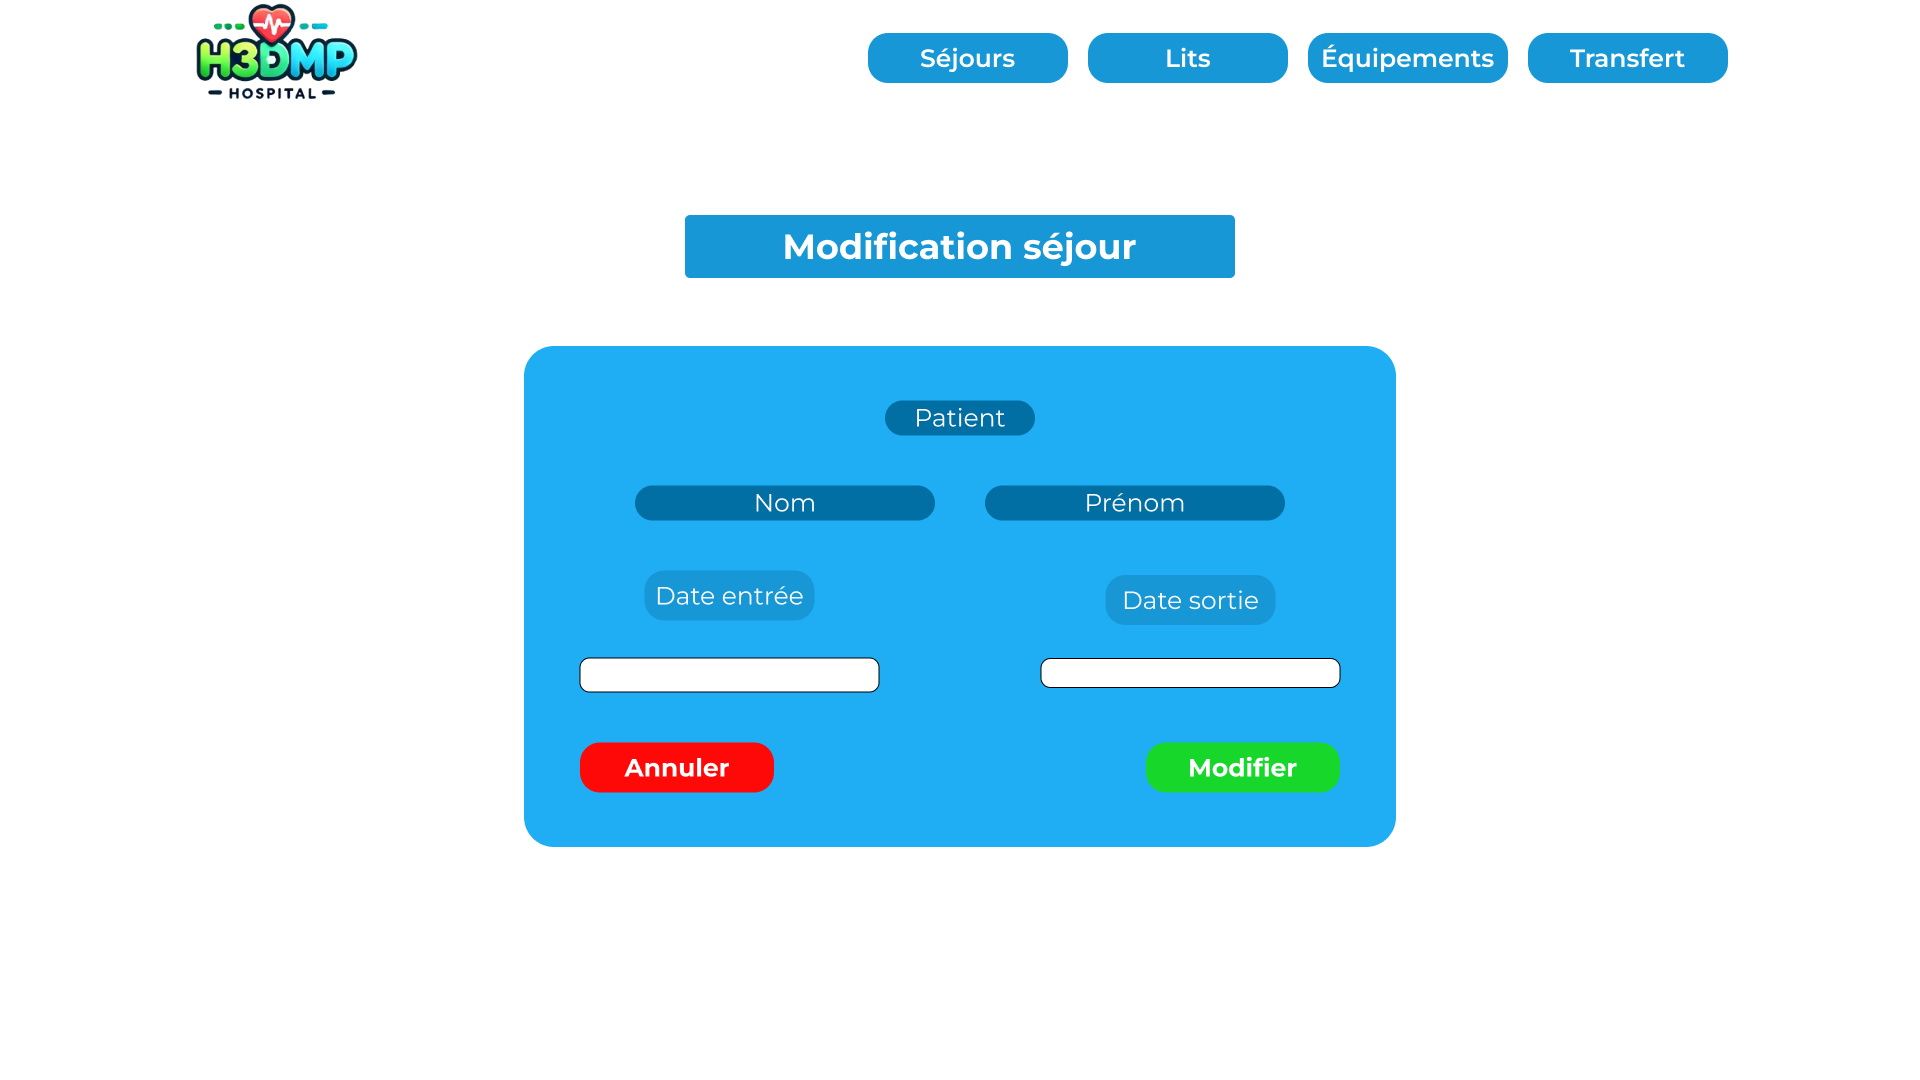 H3DMP
HOSPITAL
Séjours
Lits
Équipements
Transfert
Modification séjour
Patient
Nom
Prénom
Date entrée
Date sortie
Annuler
Modifier